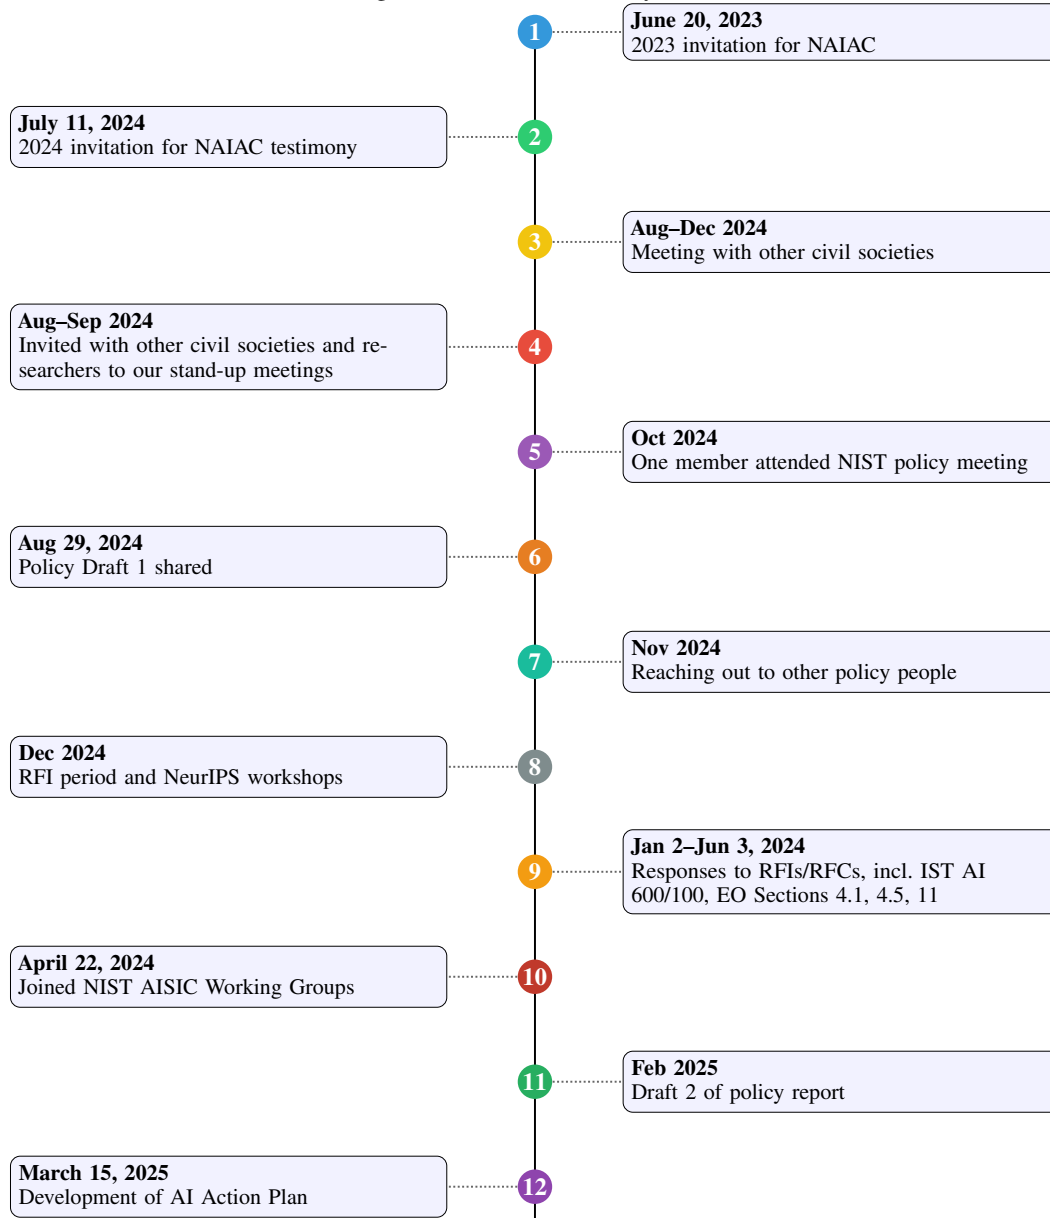 1
June 20, 2023
2023 invitation for NAIAC
July 11, 2024
2024 invitation for NAIAC testimony
2
Aug–Dec 2024
Meeting with other civil societies
3
Aug–Sep 2024
Invited with other civil societies and re-
searchers to our stand-up meetings
4
Oct 2024
One member attended NIST policy meeting
5
Aug 29, 2024
Policy Draft 1 shared
6
Nov 2024
Reaching out to other policy people
7
Dec 2024
RFI period and NeurIPS workshops
8
Jan 2–Jun 3, 2024
Responses to RFIs/RFCs, incl. IST AI
600/100, EO Sections 4.1, 4.5, 11
9
April 22, 2024
Joined NIST AISIC Working Groups
10
Feb 2025
Draft 2 of policy report
11
March 15, 2025
Development of AI Action Plan
12